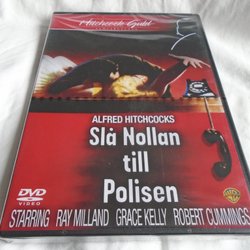 Hitchcock Guld
ALFRED HITCHCOCKS
Slå Nollan
till
Polisen
DVD
VIDEO
STARRING RAY MILLAND GRACE KELLY ROBERT CUMMINGS